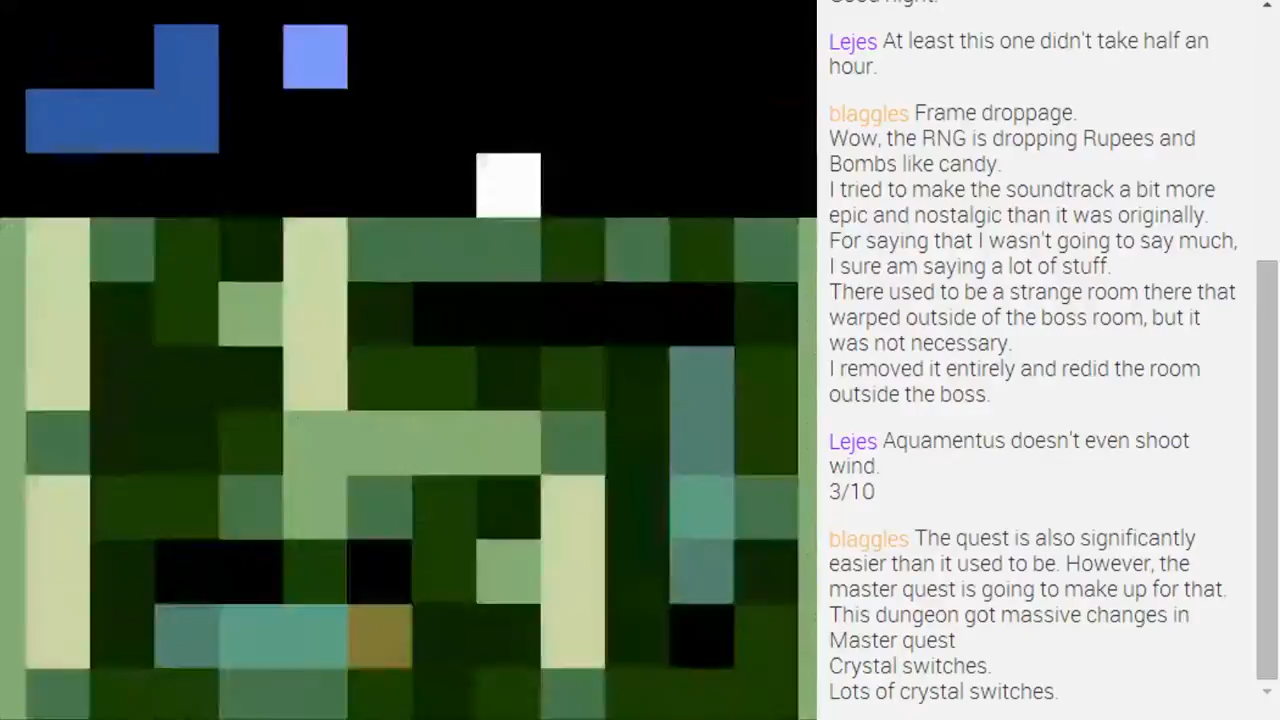 Good night.
Lejes At least this one didn't take half an
hour.
blaggles Frame droppage.
Wow, the RNG is dropping Rupees and
Bombs like candy.
I tried to make the soundtrack a bit more
epic and nostalgic than it was originally.
For saying that I wasn't going to say much,
I sure am saying a lot of stuff.
There used to be a strange room there that
warped outside of the boss room, but it
was not necessary.
I removed it entirely and redid the room
outside the boss.
Lejes Aquamentus doesn't even shoot
wind.
3/10
blaggles The quest is also significantly
easier than it used to be. However, the
master quest is going to make up for that.
This dungeon got massive changes in
Master quest
Crystal switches.
Lots of crystal switches.